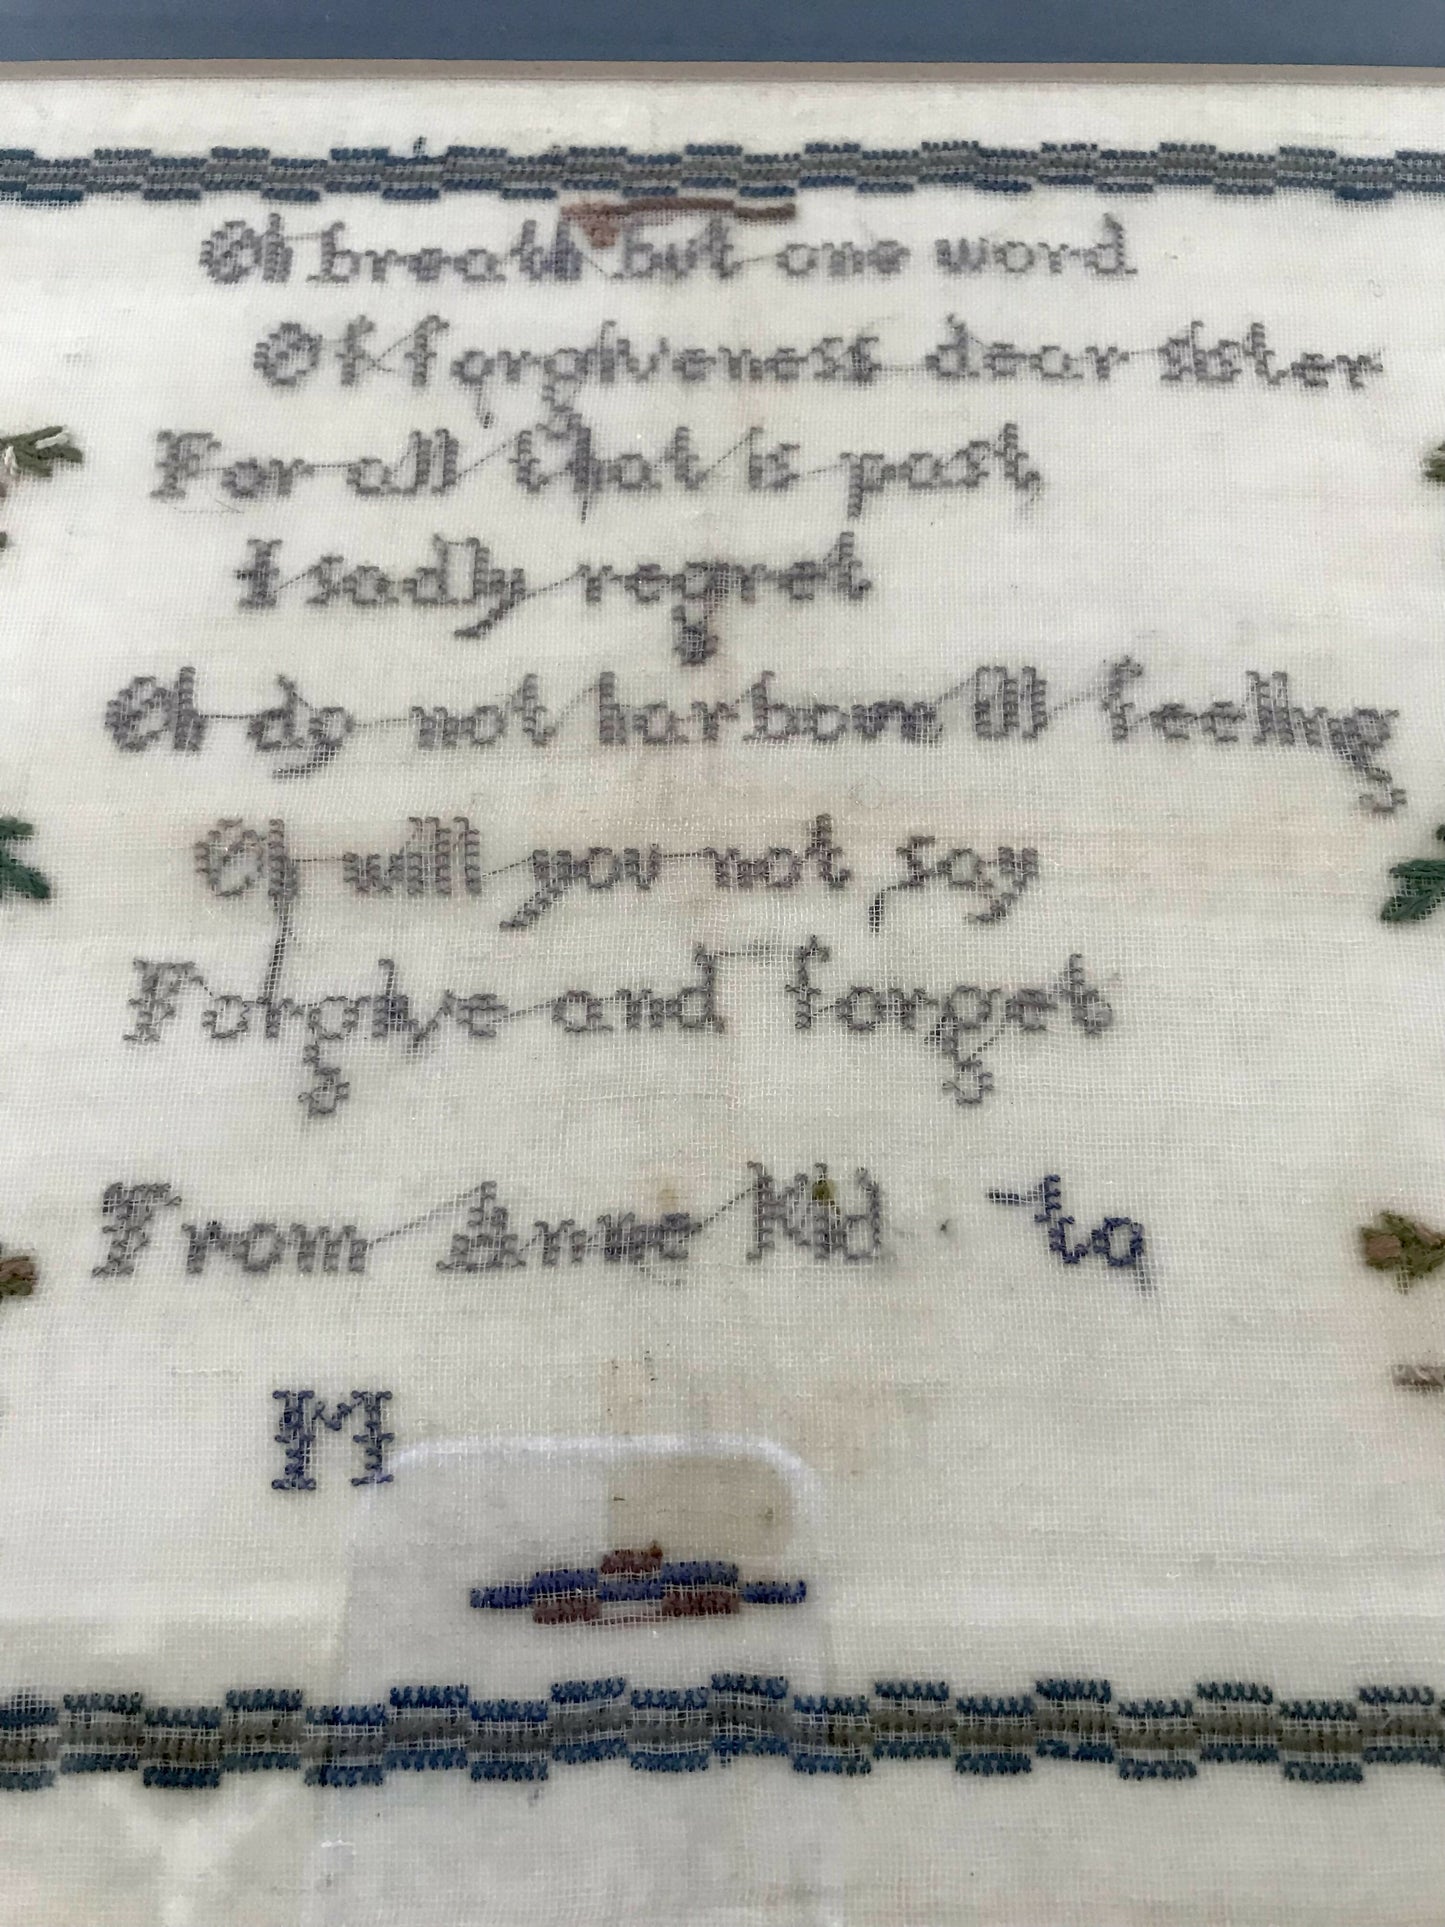 Oh breath but one word
Of forgiveness dear sister
For all that is past,
I sadly regret
Oh do not harbour Ill feeling
Of will you not say
Forgive and forget
From Anne Kid to
M